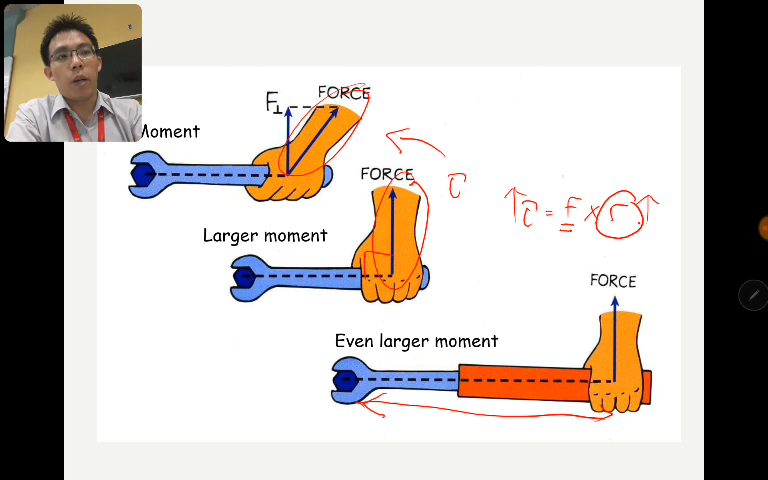 F⊥
FORCE
Moment
FORCE
τ
↑τ = F × r↑
Larger moment
FORCE
Even larger moment